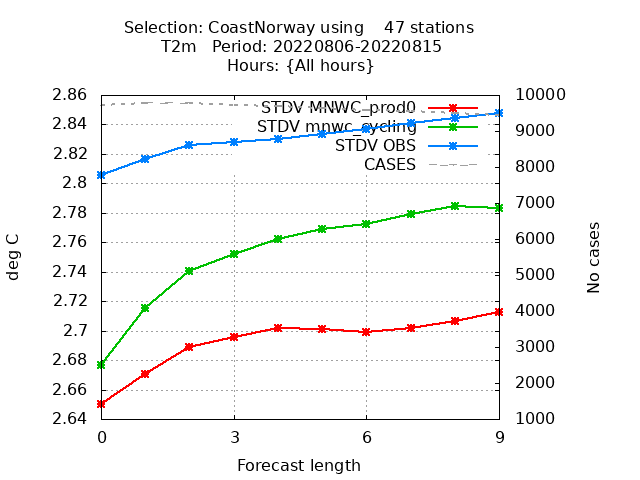 Selection: CoastNorway using    47 stations
T2m   Period: 20220806-20220815
Hours: {All hours}
STDV MNWC_prod0
STDV mnwc_cycling
STDV OBS
CASES
2.86
2.84
2.82
2.8
2.78
2.76
2.74
2.72
2.7
2.68
2.66
2.64
deg C
10000
9000
8000
7000
6000
5000
4000
3000
2000
1000
No cases
0 3 6 9
Forecast length